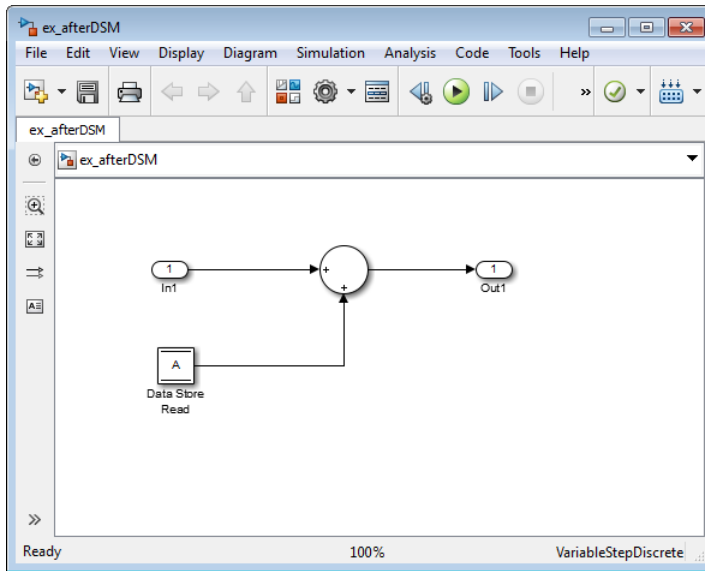 ex_afterDSM
File Edit View Display Diagram Simulation Analysis Code Tools Help
»
ex_afterDSM
ex_afterDSM
A
1
In1
+
+
1
Out1
A
Data Store
Read
»
Ready 100% VariableStepDiscrete